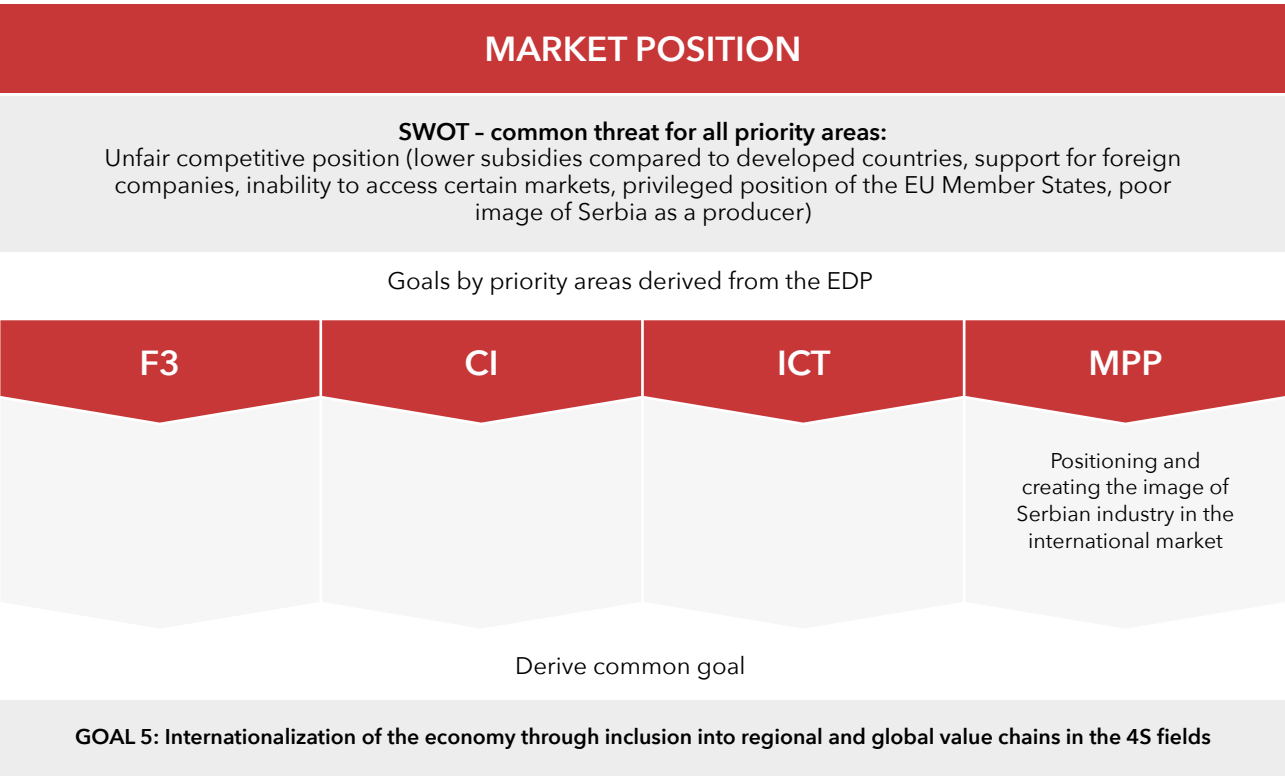 MARKET POSITION
SWOT – common threat for all priority areas:
Unfair competitive position (lower subsidies compared to developed countries, support for foreign
companies, inability to access certain markets, privileged position of the EU Member States, poor
image of Serbia as a producer)
Goals by priority areas derived from the EDP
F3
CI
ICT
MPP
Positioning and
creating the image of
Serbian industry in the
international market
Derive common goal
GOAL 5: Internationalization of the economy through inclusion into regional and global value chains in the 4S fields